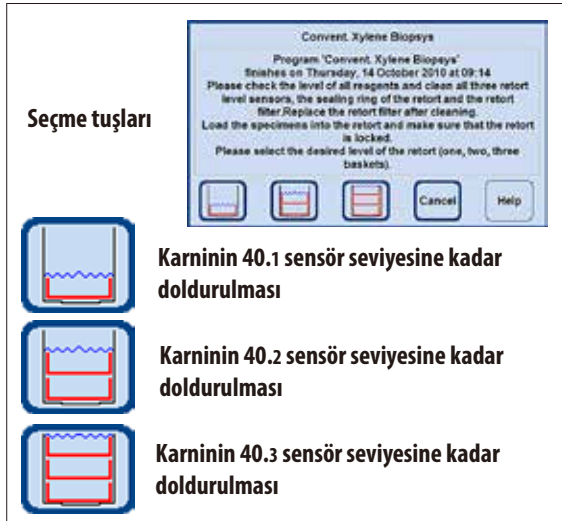 Convent. Xylene Biopsys
Program 'Convent. Xylene Biopsys'
finishes on Thursday, 14 October 2010 at 09:14
Please check the level of all reagents and clean all three retort
level sensors, the sealing ring of the retort and the retort
filter.Replace the retort filter after cleaning.
Load the specimens into the retort and make sure that the retort
is locked.
Please select the desired level of the retort (one, two, three
baskets).
Cancel
Help
Seçme tuşları
Karninin 40.1 sensör seviyesine kadar
doldurulması
Karninin 40.2 sensör seviyesine kadar
doldurulması
Karninin 40.3 sensör seviyesine kadar
doldurulması